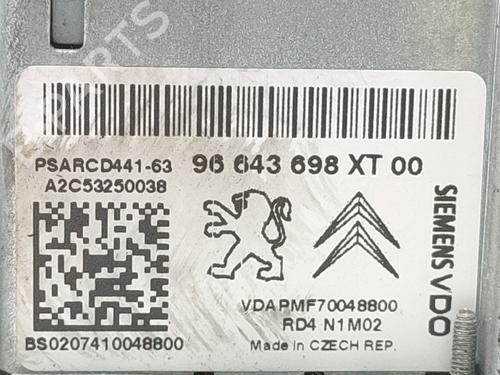 PSARCD441-63
96 643 698 XT 00
A2C53250038
SIEMENS VDO
VDAPMF70048800
RD4 N1M02
BS0207410048800
Made in CZECH REP.